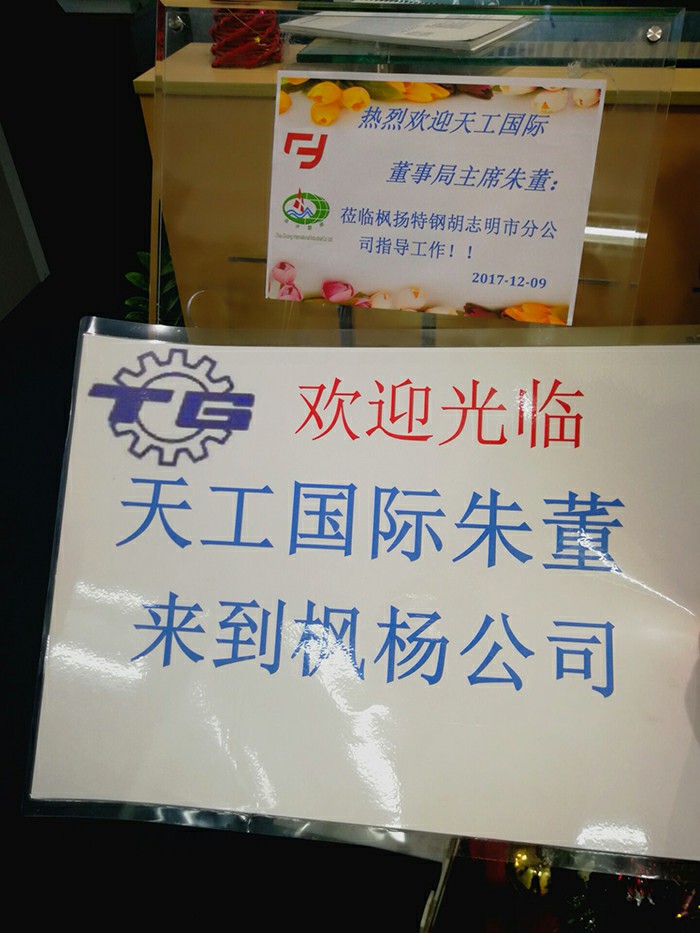 热烈欢迎天工国际
董事局主席朱董：
莅临枫扬特钢胡志明市分公
司指导工作！！
2017-12-09
TG
欢迎光临
天工国际朱董
来到枫杨公司